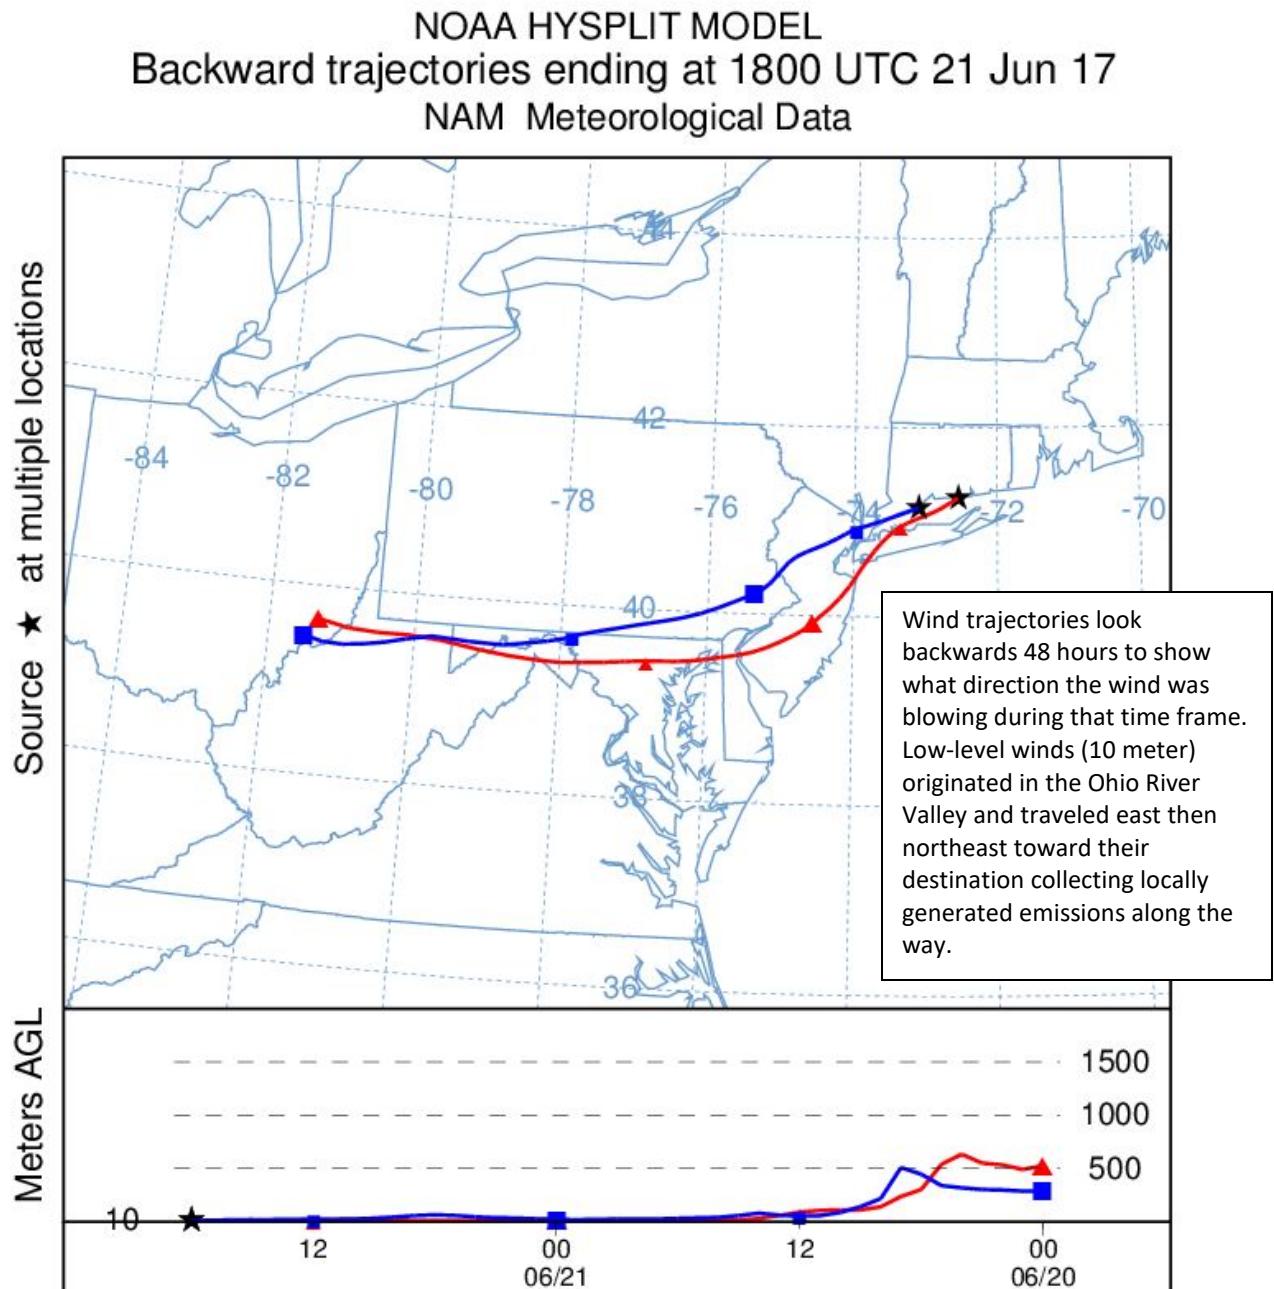 NOAA HYSPLIT MODEL
Backward trajectories ending at 1800 UTC 21 Jun 17
NAM Meteorological Data
Source ★ at multiple locations
44
42
-84
-82
-80
-78
-76
-74
-72
-70
40
38
36
Wind trajectories look
backwards 48 hours to show
what direction the wind was
blowing during that time frame.
Low-level winds (10 meter)
originated in the Ohio River
Valley and traveled east then
northeast toward their
destination collecting locally
generated emissions along the
way.
Meters AGL
1500
1000
500
10
12
00
12
00
06/21
06/20